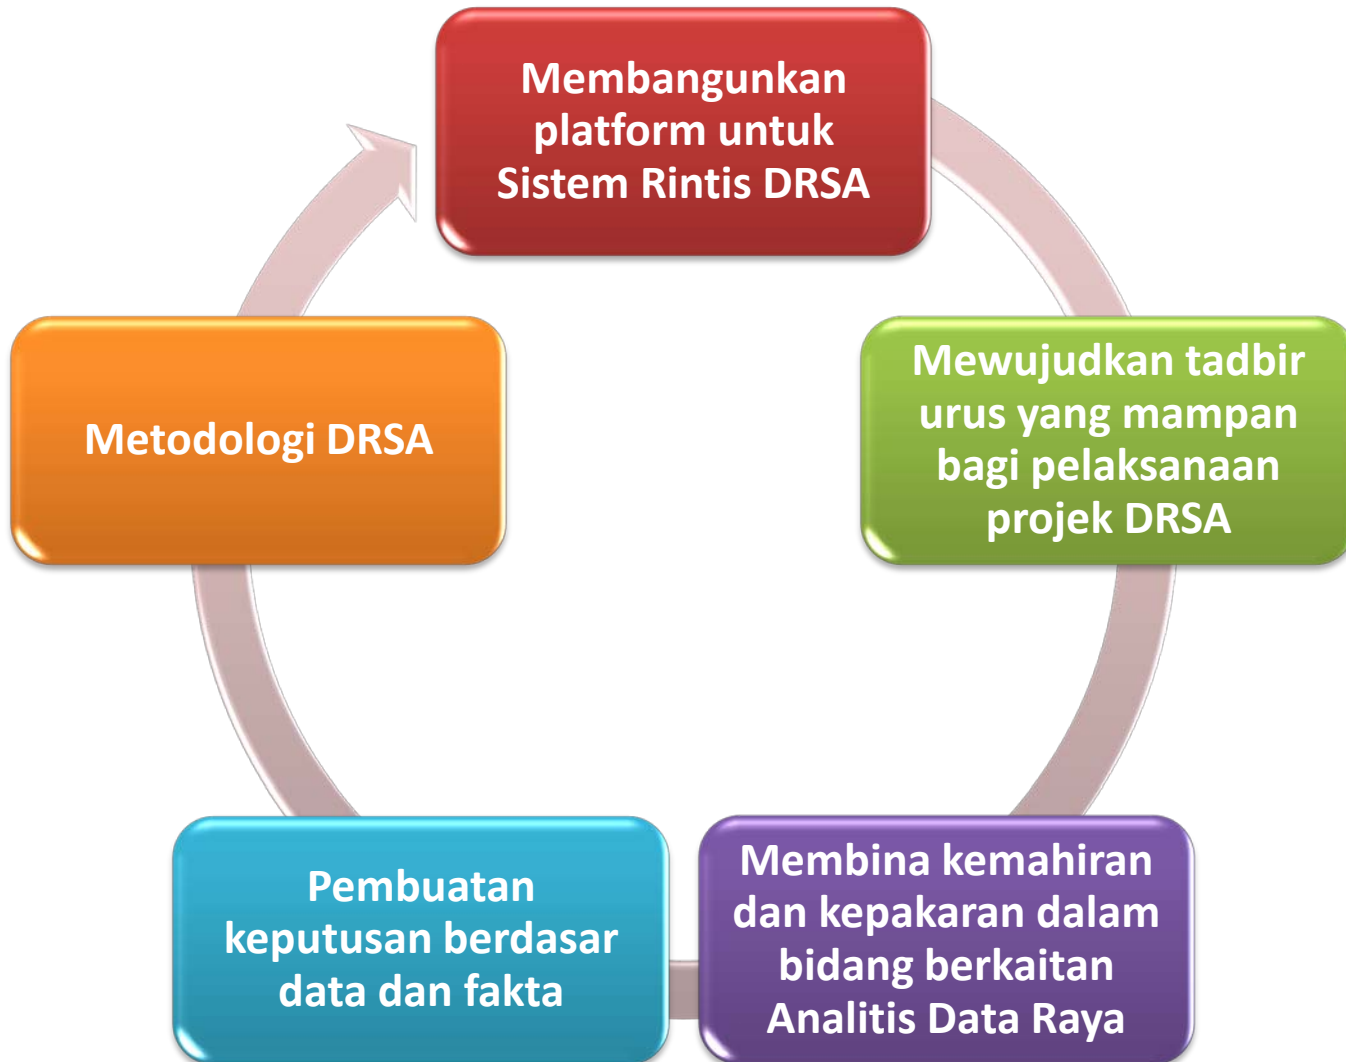 Membangunkan
platform untuk
Sistem Rintis DRSA
Mewujudkan tadbir
urus yang mampan
bagi pelaksanaan
projek DRSA
Membina kemahiran
dan kepakaran dalam
bidang berkaitan
Analitis Data Raya
Pembuatan
keputusan berdasar
data dan fakta
Metodologi DRSA